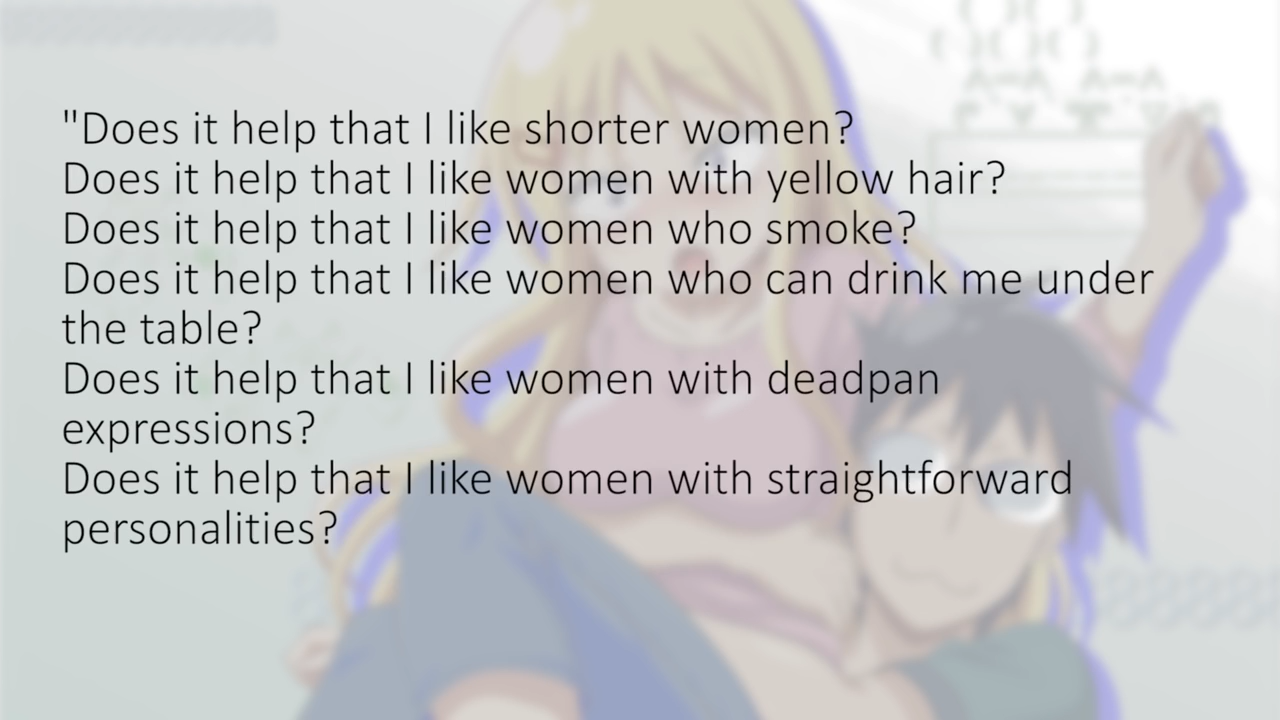 "Does it help that I like shorter women?
Does it help that I like women with yellow hair?
Does it help that I like women who smoke?
Does it help that I like women who can drink me under
the table?
Does it help that I like women with deadpan
expressions?
Does it help that I like women with straightforward
personalities?